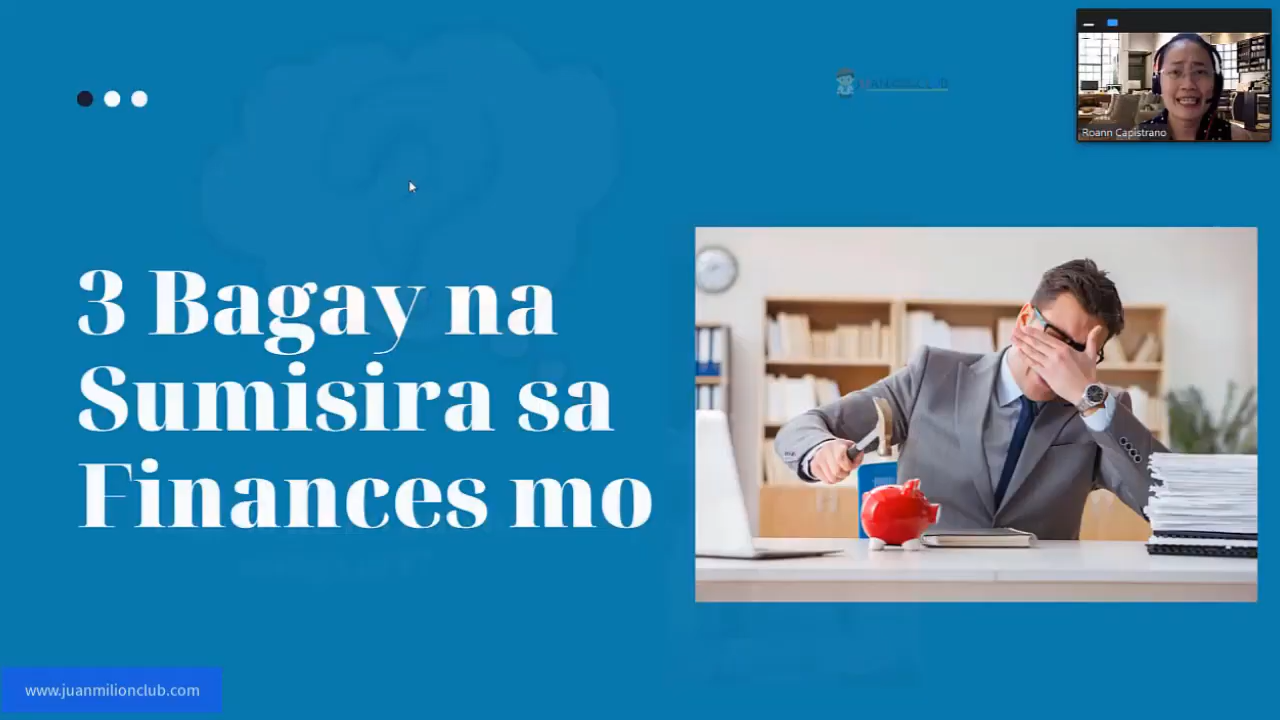 Roann Capistrano
3 Bagay na
Sumisira sa
Finances mo
www.juanmilionclub.com